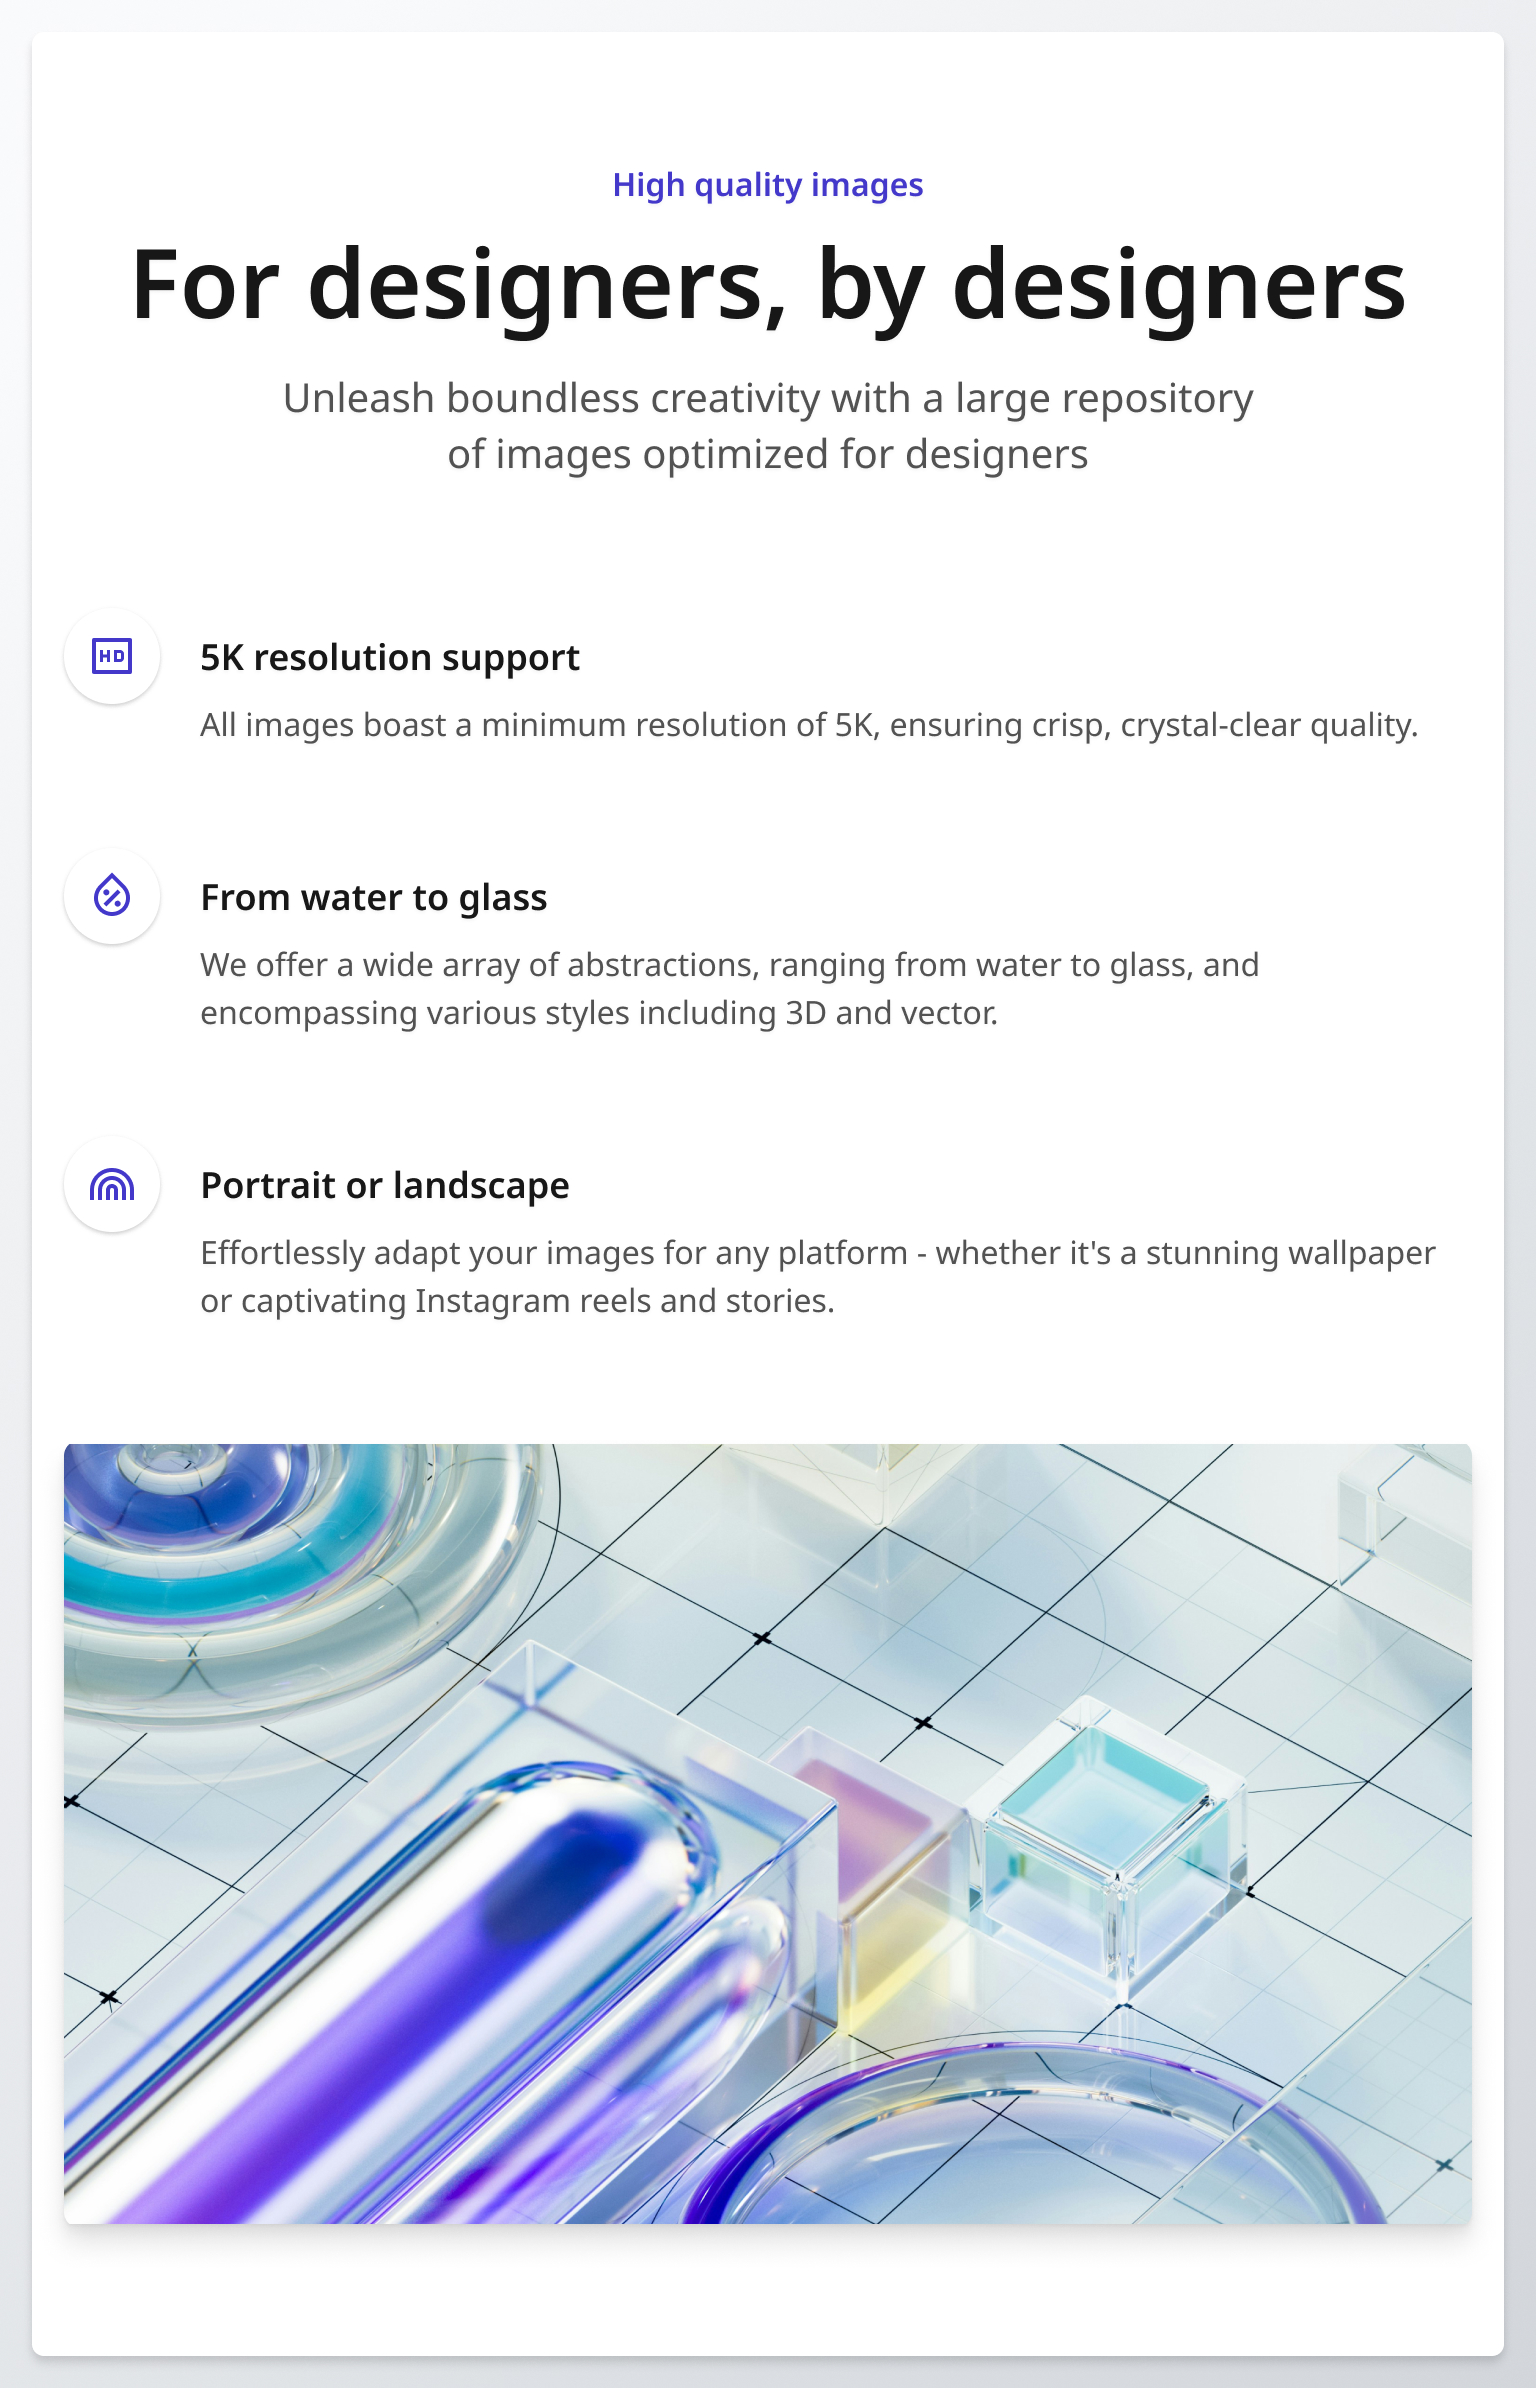 High quality images
For designers, by designers
Unleash boundless creativity with a large repository
of images optimized for designers
HD
5K resolution support
All images boast a minimum resolution of 5K, ensuring crisp, crystal-clear quality.
From water to glass
We offer a wide array of abstractions, ranging from water to glass, and
encompassing various styles including 3D and vector.
Portrait or landscape
Effortlessly adapt your images for any platform - whether it's a stunning wallpaper
or captivating Instagram reels and stories.